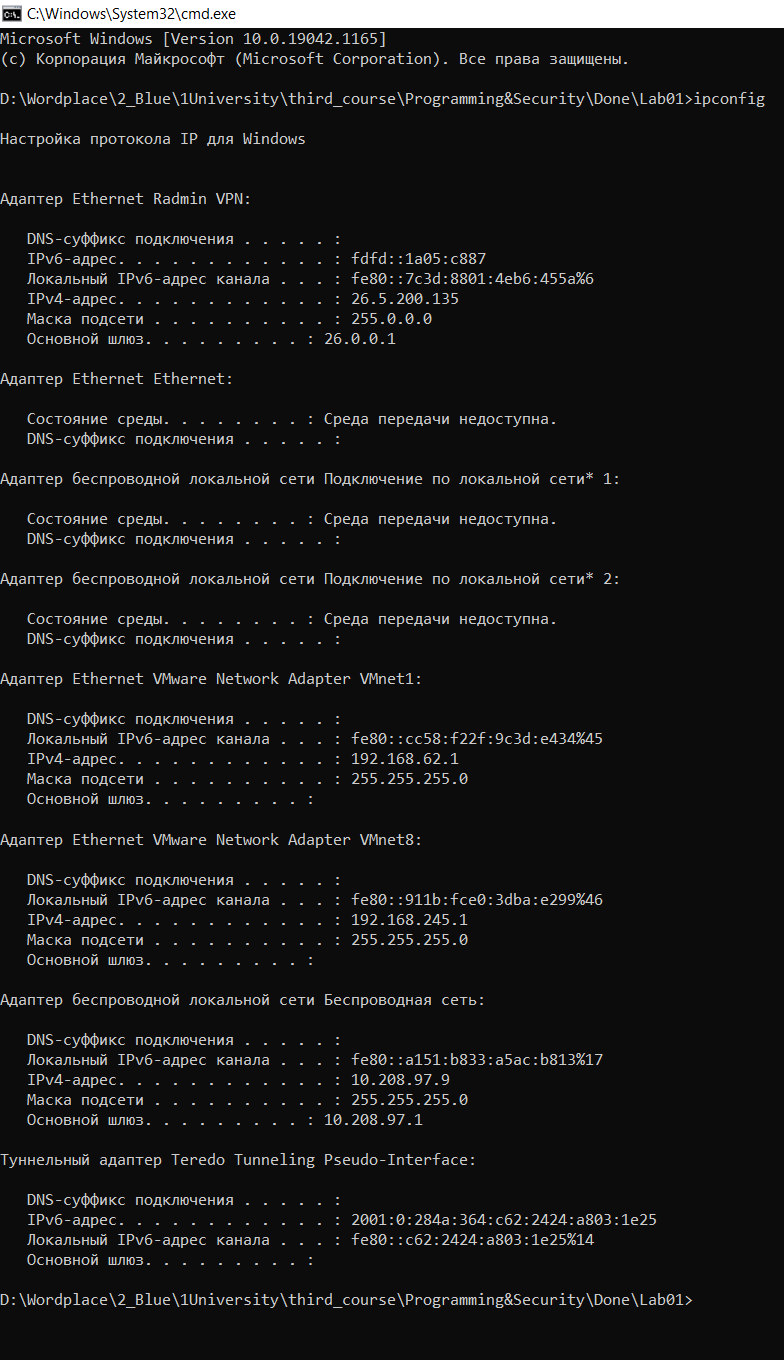 C:\Windows\System32\cmd.exe
Microsoft Windows [Version 10.0.19042.1165]
(c) Корпорация Майкрософт (Microsoft Corporation). Все права защищены.
D:\Wordplace\2_Blue\1University\third_course\Programming&Security\Done\Lab01>ipconfig
Настройка протокола IP для Windows
Адаптер Ethernet Radmin VPN:
DNS-суффикс подключения . . . . . :
IPv6-адрес. . . . . . . . . . . . : fdfd::1a05:c887
Локальный IPv6-адрес канала . . . : fe80::7c3d:8801:4eb6:455a%6
IPv4-адрес. . . . . . . . . . . . : 26.5.200.135
Маска подсети . . . . . . . . . . : 255.0.0.0
Основной шлюз. . . . . . . . . : 26.0.0.1
Адаптер Ethernet Ethernet:
Состояние среды. . . . . . . . : Среда передачи недоступна.
DNS-суффикс подключения . . . . . :
Адаптер беспроводной локальной сети Подключение по локальной сети* 1:
Состояние среды. . . . . . . . : Среда передачи недоступна.
DNS-суффикс подключения . . . . . :
Адаптер беспроводной локальной сети Подключение по локальной сети* 2:
Состояние среды. . . . . . . . : Среда передачи недоступна.
DNS-суффикс подключения . . . . . :
Адаптер Ethernet VMware Network Adapter VMnet1:
DNS-суффикс подключения . . . . . :
Локальный IPv6-адрес канала . . . : fe80::cc58:f22f:9c3d:e434%45
IPv4-адрес. . . . . . . . . . . . : 192.168.62.1
Маска подсети . . . . . . . . . . : 255.255.255.0
Основной шлюз. . . . . . . . . :
Адаптер Ethernet VMware Network Adapter VMnet8:
DNS-суффикс подключения . . . . . :
Локальный IPv6-адрес канала . . . : fe80::911b:fce0:3dba:e299%46
IPv4-адрес. . . . . . . . . . . . : 192.168.245.1
Маска подсети . . . . . . . . . . : 255.255.255.0
Основной шлюз. . . . . . . . . :
Адаптер беспроводной локальной сети Беспроводная сеть:
DNS-суффикс подключения . . . . . :
Локальный IPv6-адрес канала . . . : fe80::a151:b833:a5ac:b813%17
IPv4-адрес. . . . . . . . . . . . : 10.208.97.9
Маска подсети . . . . . . . . . . : 255.255.255.0
Основной шлюз. . . . . . . . . : 10.208.97.1
Туннельный адаптер Teredo Tunneling Pseudo-Interface:
DNS-суффикс подключения . . . . . :
IPv6-адрес. . . . . . . . . . . . : 2001:0:284a:364:c62:2424:a803:1e25
Локальный IPv6-адрес канала . . . : fe80::c62:2424:a803:1e25%14
Основной шлюз. . . . . . . . . :
D:\Wordplace\2_Blue\1University\third_course\Programming&Security\Done\Lab01>